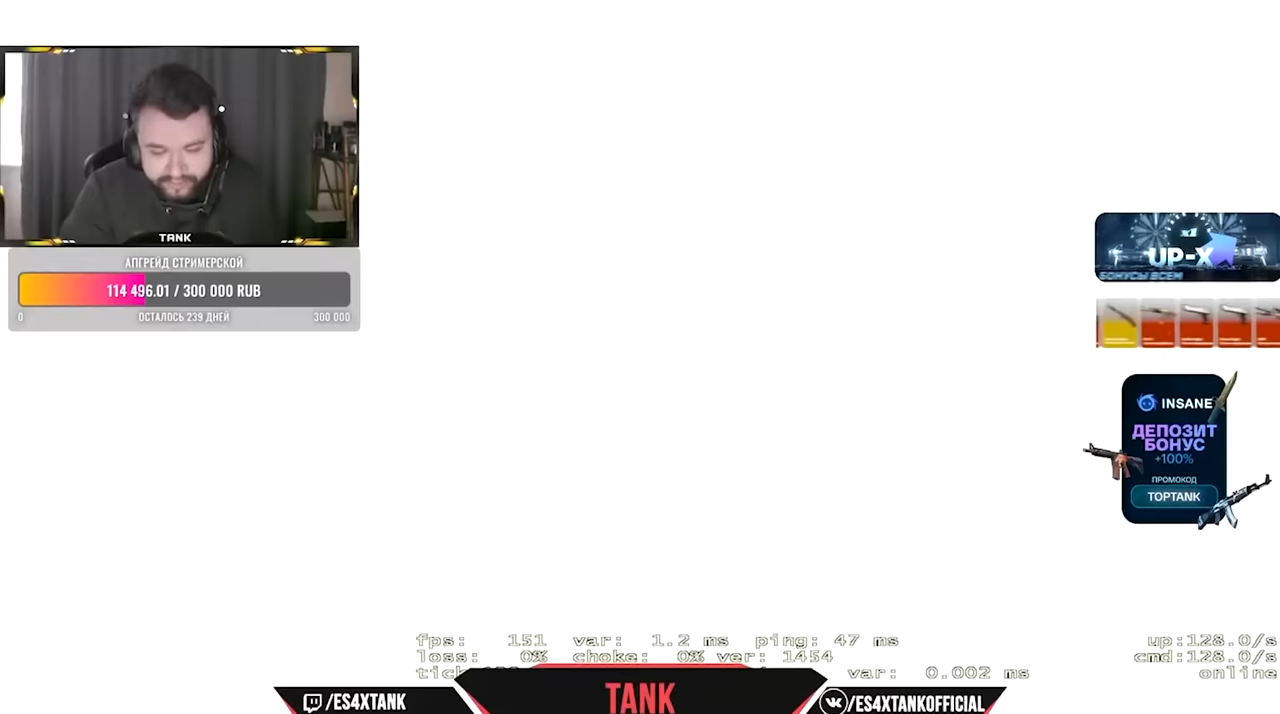 TANK
АПГРЕЙД СТРИМЕРСКОЙ
114 496.01 / 300 000 RUB
0 ОСТАЛОСЬ 239 ДНЕЙ 300 000
x1
UP-X
БОНУСЫ ВСЕМ
INSANE
ДЕПОЗИТ
БОНУС
+100%
ПРОМОКОД
TOPTANK
fps: 151 var: 1.2 ms ping: 47 ms up:128.0/s
loss: 0% choke: 0% ver: 1454 cmd:128.0/s
var: 0.002 ms online
/ES4XTANK
TANK
/ES4XTANKOFFICIAL